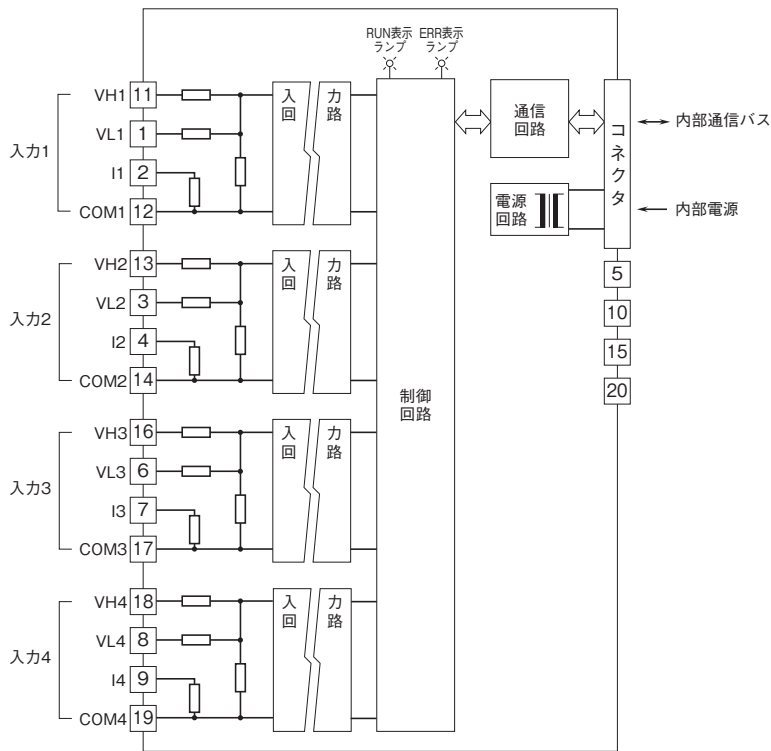 RUN表示
ランプ
ERR表示
ランプ
入力1
VH1 11
VL1 1
I1 2
COM1 12
入 力
回 路
入力2
VH2 13
VL2 3
I2 4
COM2 14
入 力
回 路
入力3
VH3 16
VL3 6
I3 7
COM3 17
入 力
回 路
入力4
VH4 18
VL4 8
I4 9
COM4 19
入 力
回 路
制御
回路
通信
回路
電源
回路
コネクタ
内部通信バス
内部電源
5
10
15
20